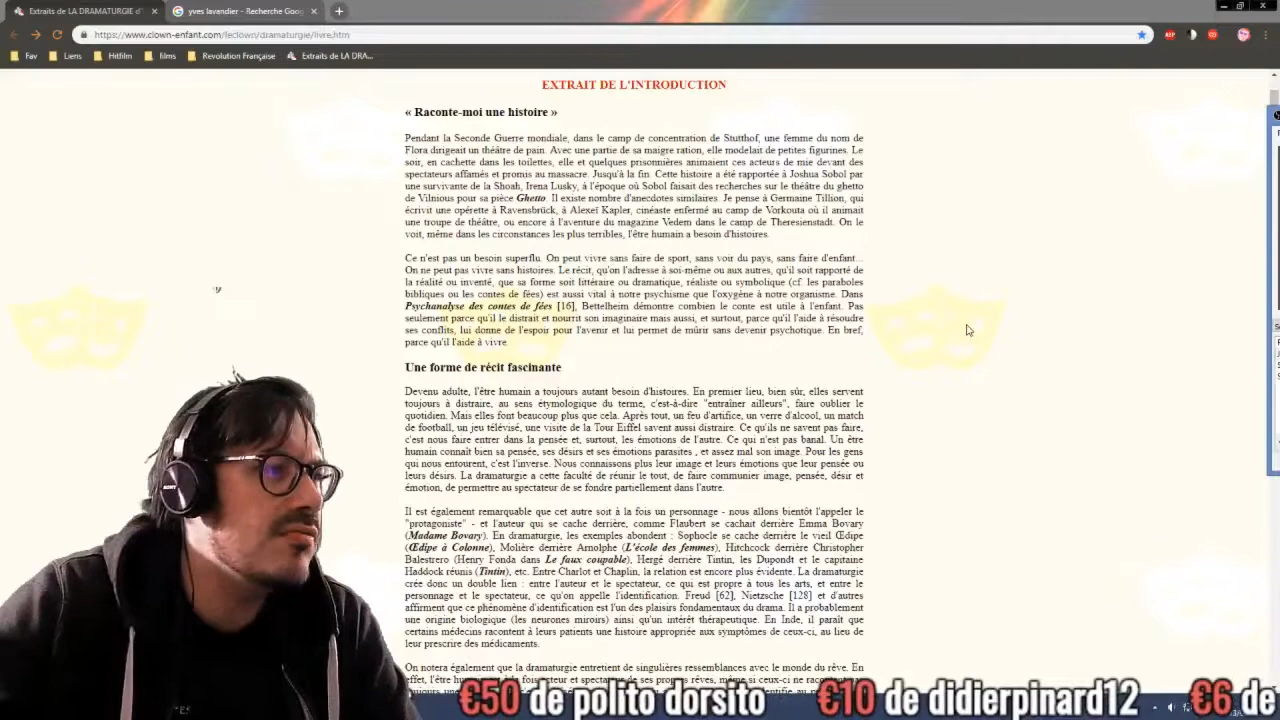 Extraits de LA DRAMATURGIE d'
yves lavandier - Recherche Goog
https://www.clown-enfant.com/leclown/dramaturgie/livre.htm
Fav Liens Hitfilm films Revolution Française Extraits de LA DRA...
EXTRAIT DE L'INTRODUCTION
« Raconte-moi une histoire »
Pendant la Seconde Guerre mondiale, dans le camp de concentration de Stutthof, une femme du nom de
Flora dirigeait un théâtre de pain. Avec une partie de sa maigre ration, elle modelait de petites figurines. Le
soir, en cachette dans les toilettes, elle et quelques prisonnières animaient ces acteurs de mie devant des
spectateurs affamés et promis au massacre. Jusqu'à la fin. Cette histoire a été rapportée à Joshua Sobol par
une survivante de la Shoah, Irena Lusky, à l'époque où Sobol faisait des recherches sur le théâtre du ghetto
de Vilnious pour sa pièce Ghetto. Il existe nombre d'anecdotes similaires. Je pense à Germaine Tillion, qui
écrivit une opérette à Ravensbrück, à Alexeï Kapler, cinéaste enfermé au camp de Vorkouta où il animait
une troupe de théâtre, ou encore à l'aventure du magazine Vedem dans le camp de Theresienstadt. On le
voit, même dans les circonstances les plus terribles, l'être humain a besoin d'histoires.
Ce n'est pas un besoin superflu. On peut vivre sans faire de sport, sans voir du pays, sans faire d'enfant...
On ne peut pas vivre sans histoires. Le récit, qu'on l'adresse à soi-même ou aux autres, qu'il soit rapporté de
la réalité ou inventé, que sa forme soit littéraire ou dramatique, réaliste ou symbolique (cf. les paraboles
bibliques ou les contes de fées) est aussi vital à notre psychisme que l'oxygène à notre organisme. Dans
Psychanalyse des contes de fées [16], Bettelheim démontre combien le conte est utile à l'enfant. Pas
seulement parce qu'il le distrait et nourrit son imaginaire mais aussi, et surtout, parce qu'il l'aide à résoudre
ses conflits, lui donne de l'espoir pour l'avenir et lui permet de mûrir sans devenir psychotique. En bref,
parce qu'il l'aide à vivre.
Une forme de récit fascinante
Devenu adulte, l'être humain a toujours autant besoin d'histoires. En premier lieu, bien sûr, elles servent
toujours à distraire, au sens étymologique du terme, c'est-à-dire "entraîner ailleurs", faire oublier le
quotidien. Mais elles font beaucoup plus que cela. Après tout, un feu d'artifice, un verre d'alcool, un match
de football, un jeu télévisé, une visite de la Tour Eiffel savent aussi distraire. Ce qu'ils ne savent pas faire,
c'est nous faire entrer dans la pensée et, surtout, les émotions de l'autre. Ce qui n'est pas banal. Un être
humain connaît bien sa pensée, ses désirs et ses émotions parasites , et assez mal son image. Pour les gens
qui nous entourent, c'est l'inverse. Nous connaissons plus leur image et leurs émotions que leur pensée ou
leurs désirs. La dramaturgie a cette faculté de réunir le tout, de faire communier image, pensée, désir et
émotion, de permettre au spectateur de se fondre partiellement dans l'autre.
Il est également remarquable que cet autre soit à la fois un personnage - nous allons bientôt l'appeler le
"protagoniste" - et l'auteur qui se cache derrière, comme Flaubert se cachait derrière Emma Bovary
(Madame Bovary). En dramaturgie, les exemples abondent : Sophocle se cache derrière le vieil Œdipe
(Œdipe à Colonne), Molière derrière Arnolphe (L'école des femmes), Hitchcock derrière Christopher
Balestrero (Henry Fonda dans Le faux coupable), Hergé derrière Tintin, les Dupondt et le capitaine
Haddock réunis (Tintin), etc. Entre Charlot et Chaplin, la relation est encore plus évidente. La dramaturgie
crée donc un double lien : entre l'auteur et le spectateur, ce qui est propre à tous les arts, et entre le
personnage et le spectateur, ce qu'on appelle l'identification. Freud [62], Nietzsche [128] et d'autres
affirment que ce phénomène d'identification est l'un des plaisirs fondamentaux du drama. Il a probablement
une origine biologique (les neurones miroirs) ainsi qu'un intérêt thérapeutique. En Inde, il paraît que
certains médecins racontent à leurs patients une histoire appropriée aux symptômes de ceux-ci, au lieu de
leur prescrire des médicaments.
On notera également que la dramaturgie entretient de singulières ressemblances avec le monde du rêve. En
effet, l'être
€50 de polito dorsito €10 de didierpinard12 €6 de